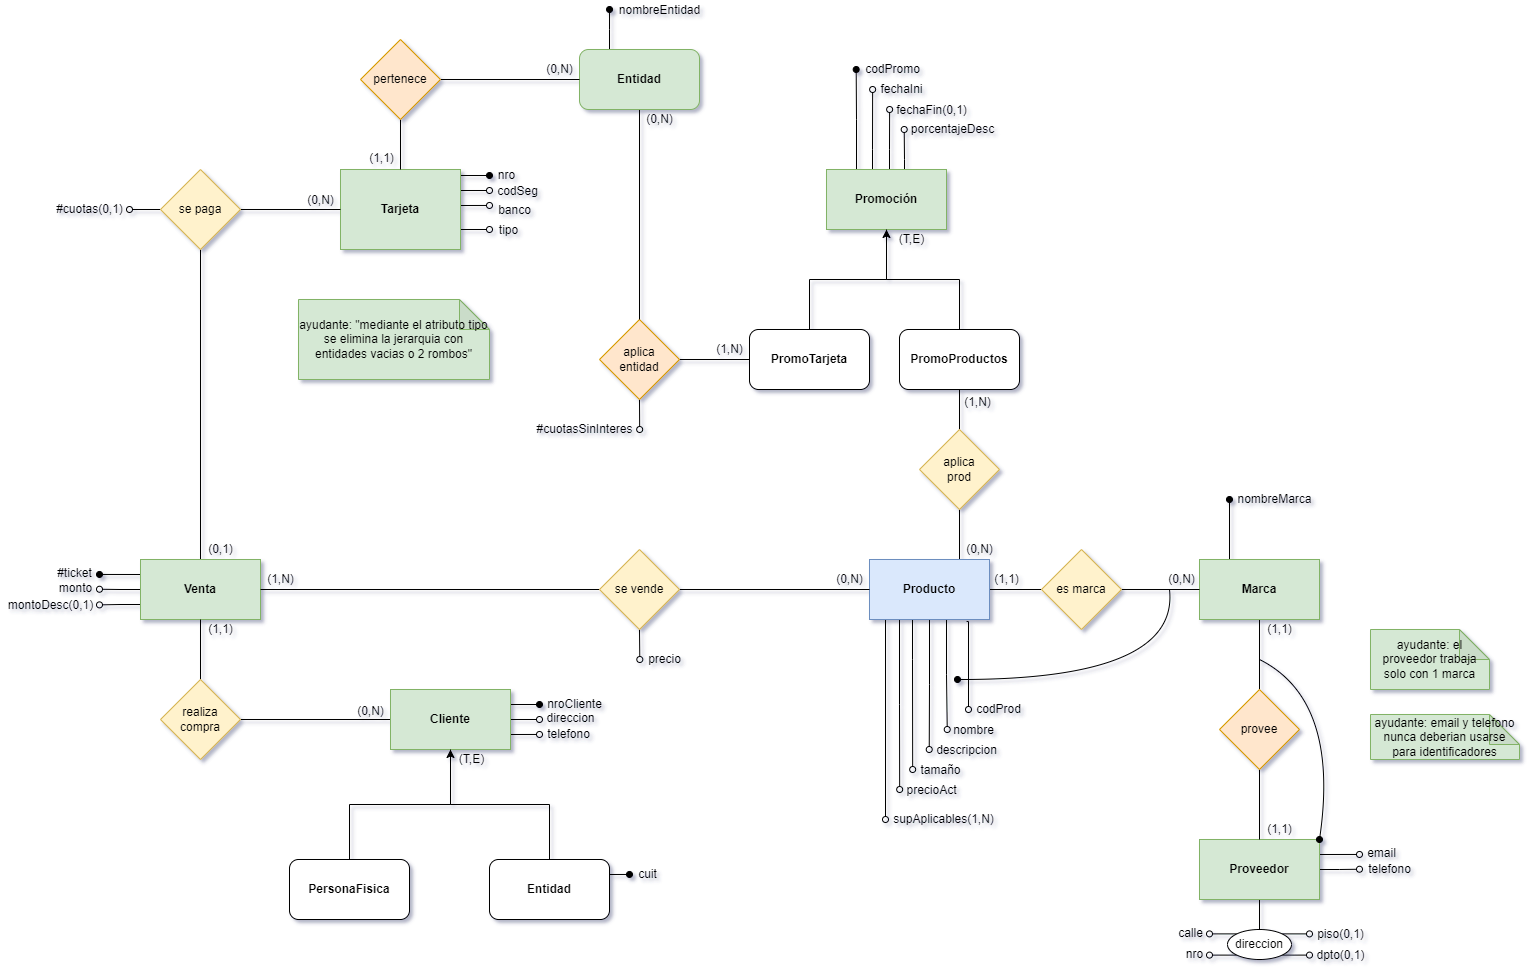 nombreEntidad
pertenece
(0,N)
Entidad
(0,N)
codPromo
fechaIni
fechaFin(0,1)
porcentajeDesc
(1,1)
#cuotas(0,1)
se paga
(0,N)
Tarjeta
nro
codSeg
banco
tipo
Promoción
(T,E)
ayudante: "mediante el atributo tipo
se elimina la jerarquia con
entidades vacias o 2 rombos"
aplica
entidad
(1,N)
PromoTarjeta
PromoProductos
(1,N)
#cuotasSinInteres
aplica
prod
nombreMarca
(0,1)
(0,N)
#ticket
monto
montoDesc(0,1)
Venta
(1,N)
se vende
(0,N)
Producto
(1,1)
es marca
(0,N)
Marca
(1,1)
(1,1)
precio
ayudante: el
proveedor trabaja
solo con 1 marca
realiza
compra
(0,N)
Cliente
nroCliente
direccion
telefono
(T,E)
codProd
nombre
descripcion
tamaño
precioAct
supAplicables(1,N)
provee
ayudante: email y telefono
nunca deberian usarse
para identificadores
(1,1)
PersonaFisica
Entidad
cuit
Proveedor
email
telefono
calle
nro
direccion
piso(0,1)
dpto(0,1)